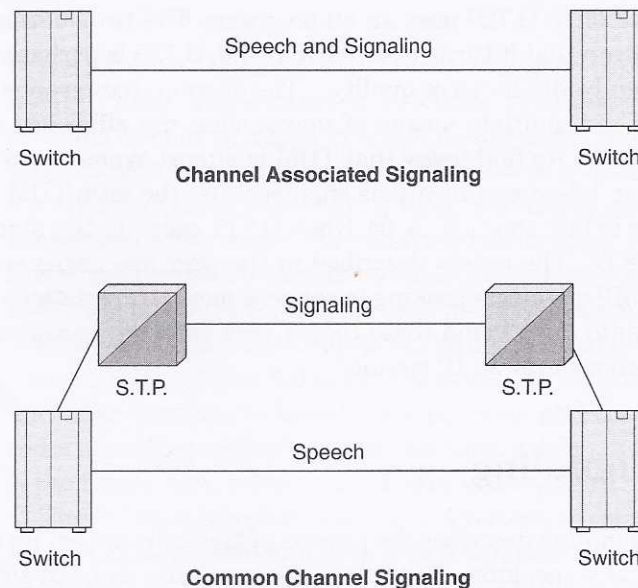 Speech and Signaling
Switch Switch
Channel Associated Signaling
Signaling
S.T.P. S.T.P.
Speech
Switch Switch
Common Channel Signaling